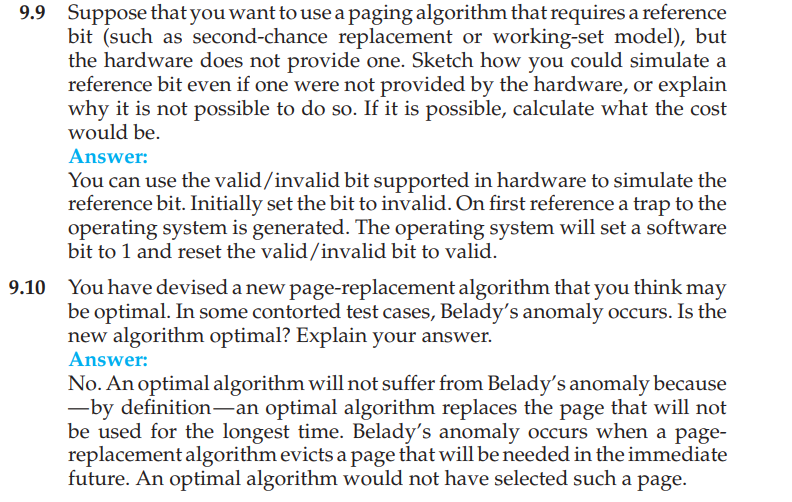 9.9 Suppose that you want to use a paging algorithm that requires a reference
bit (such as second-chance replacement or working-set model), but
the hardware does not provide one. Sketch how you could simulate a
reference bit even if one were not provided by the hardware, or explain
why it is not possible to do so. If it is possible, calculate what the cost
would be.
Answer:
You can use the valid/invalid bit supported in hardware to simulate the
reference bit. Initially set the bit to invalid. On first reference a trap to the
operating system is generated. The operating system will set a software
bit to 1 and reset the valid/invalid bit to valid.
9.10 You have devised a new page-replacement algorithm that you think may
be optimal. In some contorted test cases, Belady's anomaly occurs. Is the
new algorithm optimal? Explain your answer.
Answer:
No. An optimal algorithm will not suffer from Belady's anomaly because
—by definition—an optimal algorithm replaces the page that will not
be used for the longest time. Belady's anomaly occurs when a page-
replacement algorithm evicts a page that will be needed in the immediate
future. An optimal algorithm would not have selected such a page.